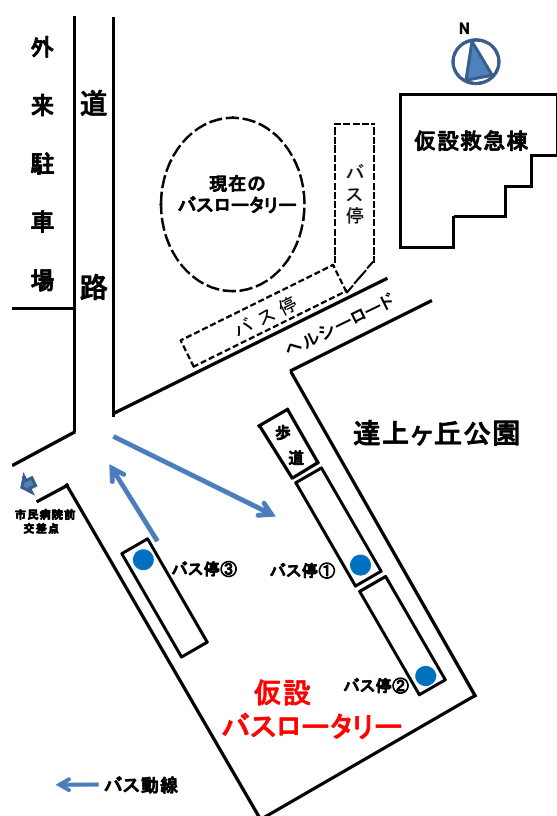 N
外来駐車場
道路
現在の
バスロータリー
バス停
仮設救急棟
バス停
ヘルシーロード
歩道
達上ヶ丘公園
市民病院前
交差点
バス停③
バス停①
バス停②
仮設
バスロータリー
バス動線